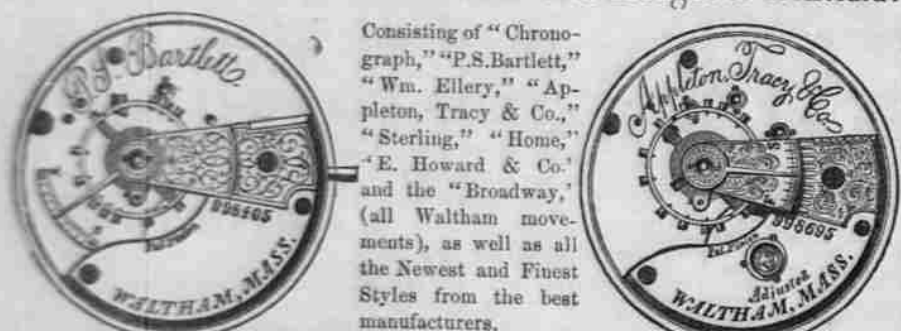 P.S. Bartlett
WALTHAM, MASS.
Consisting of "Chrono-
graph," "P.S.Bartlett,"
"Wm. Ellery," "Ap-
pleton, Tracy & Co.,"
"Sterling," "Home,"
'E. Howard & Co.'
and the "Broadway,'
(all Waltham move-
ments), as well as all
the Newest and Finest
Styles from the best
manufacturers.
Appleton, Tracy & Co
998695
Adjusted
WALTHAM, MASS.